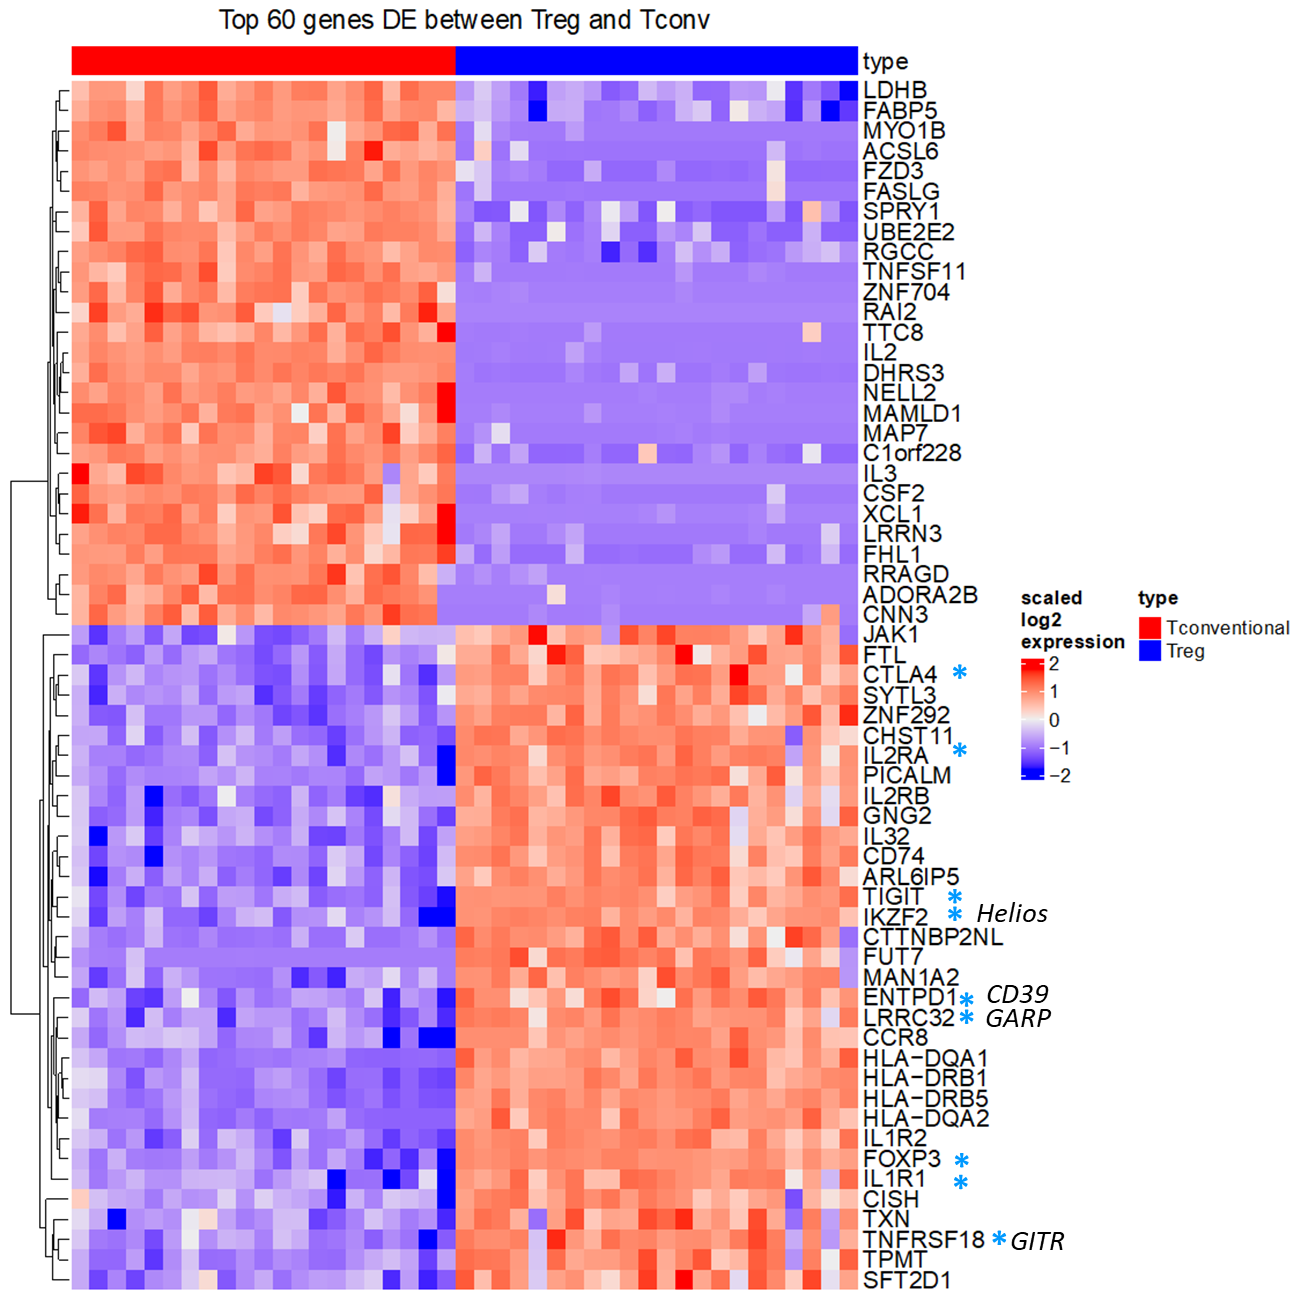 Top 60 genes DE between Treg and Tconv
type
LDHB
FABP5
MYO1B
ACSL6
FZD3
FASLG
SPRY1
UBE2E2
RGCC
TNFSF11
ZNF704
RAI2
TTC8
IL2
DHRS3
NELL2
MAMLD1
MAP7
C1orf228
IL3
CSF2
XCL1
LRRN3
FHL1
RRAGD
ADORA2B
CNN3
JAK1
FTL
CTLA4 *
SYTL3
ZNF292
CHST11
IL2RA *
PICALM
IL2RB
GNG2
IL32
CD74
ARL6IP5
TIGIT *
IKZF2 * Helios
CTTNBP2NL
FUT7
MAN1A2
ENTPD1 * CD39
LRRC32 * GARP
CCR8
HLA−DQA1
HLA−DRB1
HLA−DRB5
HLA−DQA2
IL1R2
FOXP3 *
IL1R1 *
CISH
TXN
TNFRSF18 * GITR
TPMT
SFT2D1
scaled
log2
expression
2
1
0
−1
−2
type
Tconventional
Treg